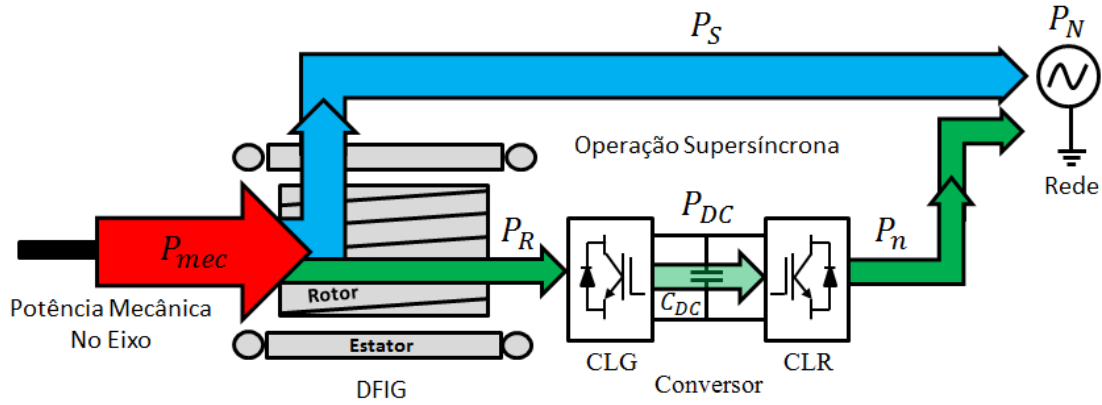 P_S
P_N
Operação Supersíncrona
Rede
P_mec
P_R
P_DC
P_n
C_DC
Rotor
Potência Mecânica
No Eixo
Estator
DFIG
CLG
CLR
Conversor